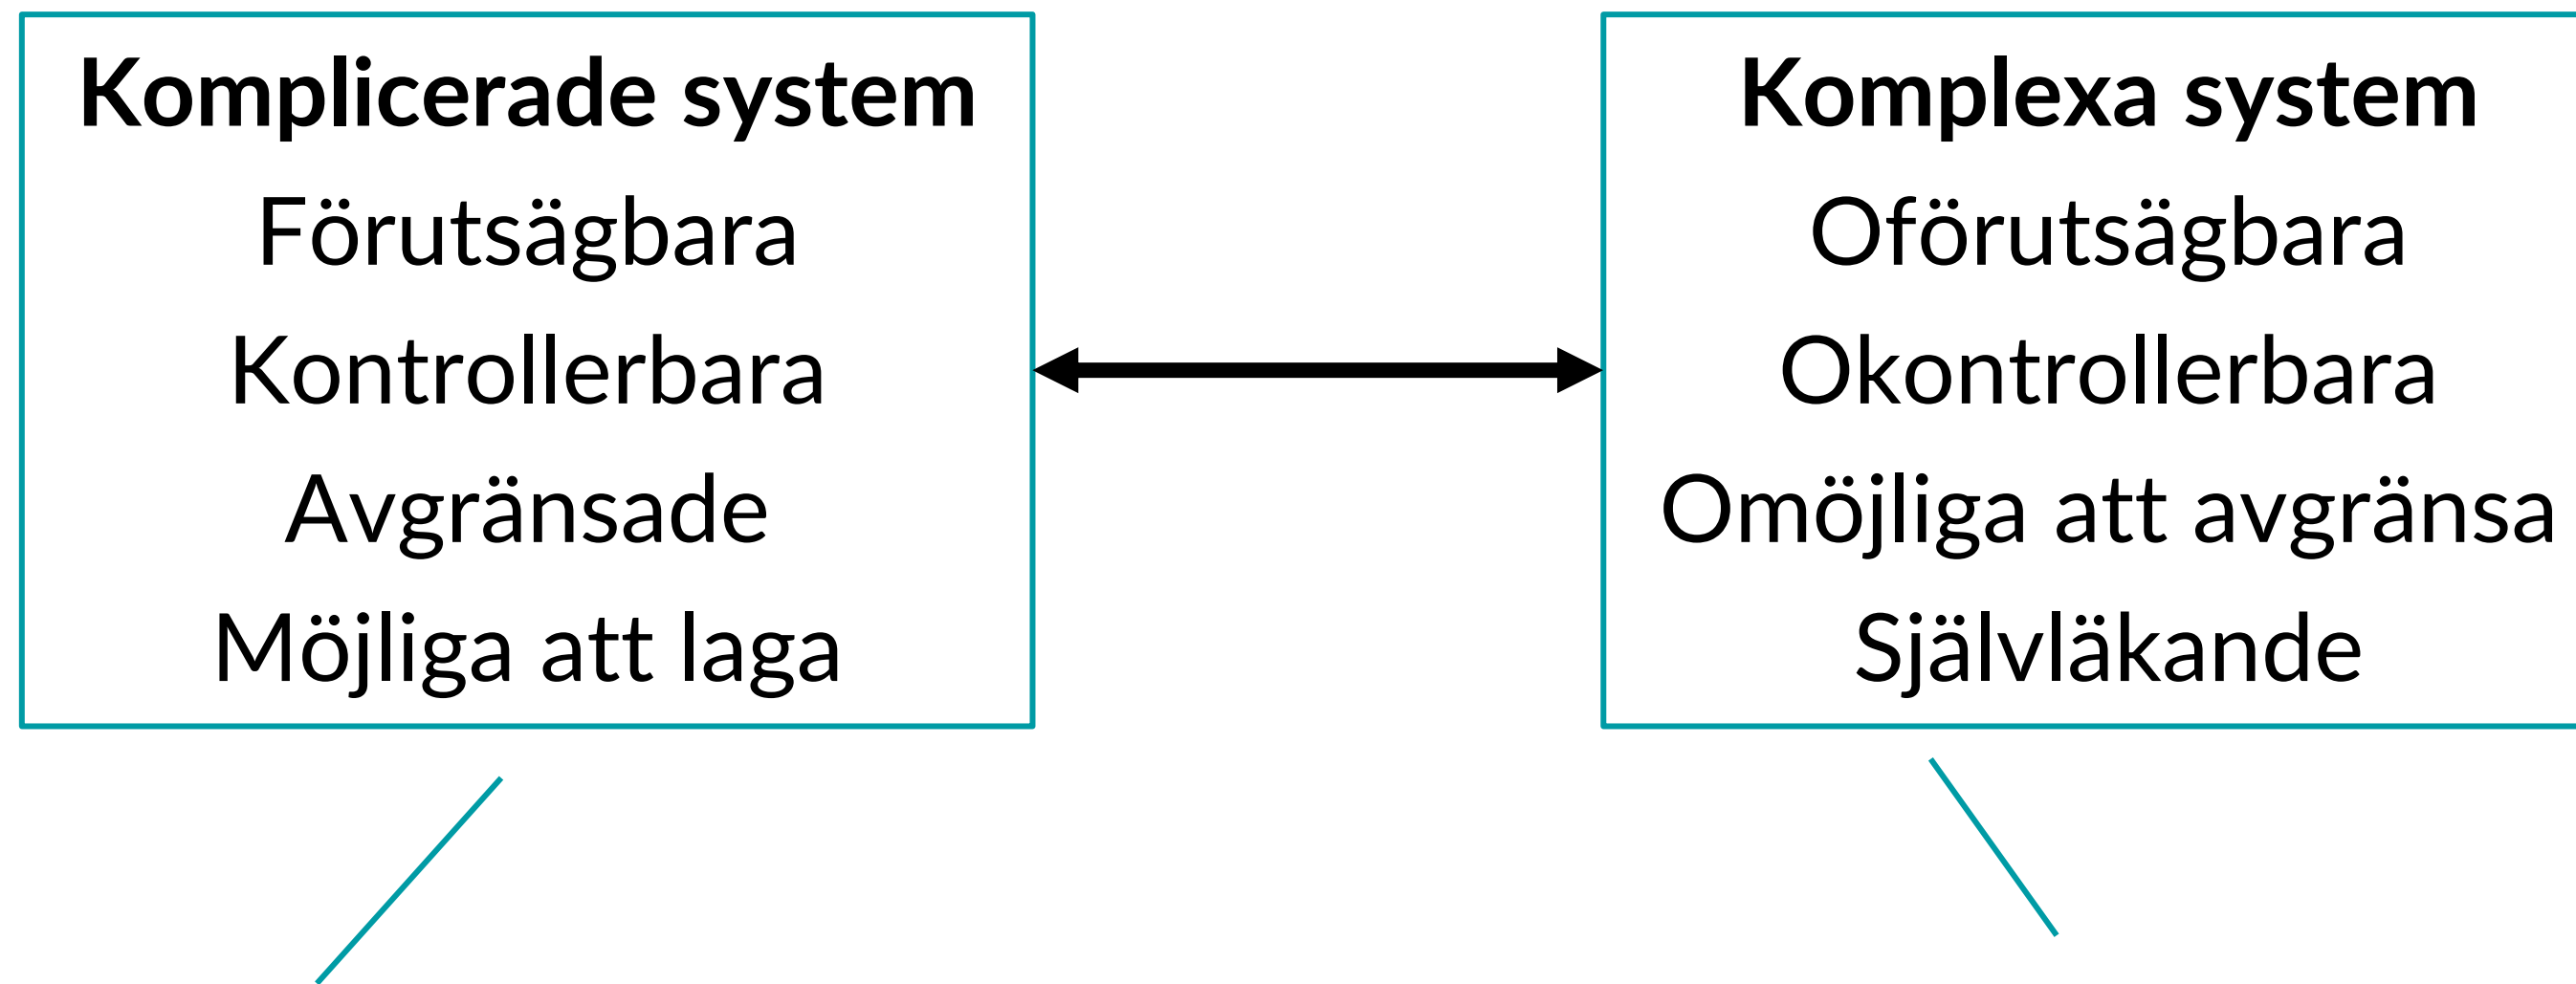 Komplicerade system
Förutsägbara
Kontrollerbara
Avgränsade
Möjliga att laga
Komplexa system
Oförutsägbara
Okontrollerbara
Omöjliga att avgränsa
Självläkande